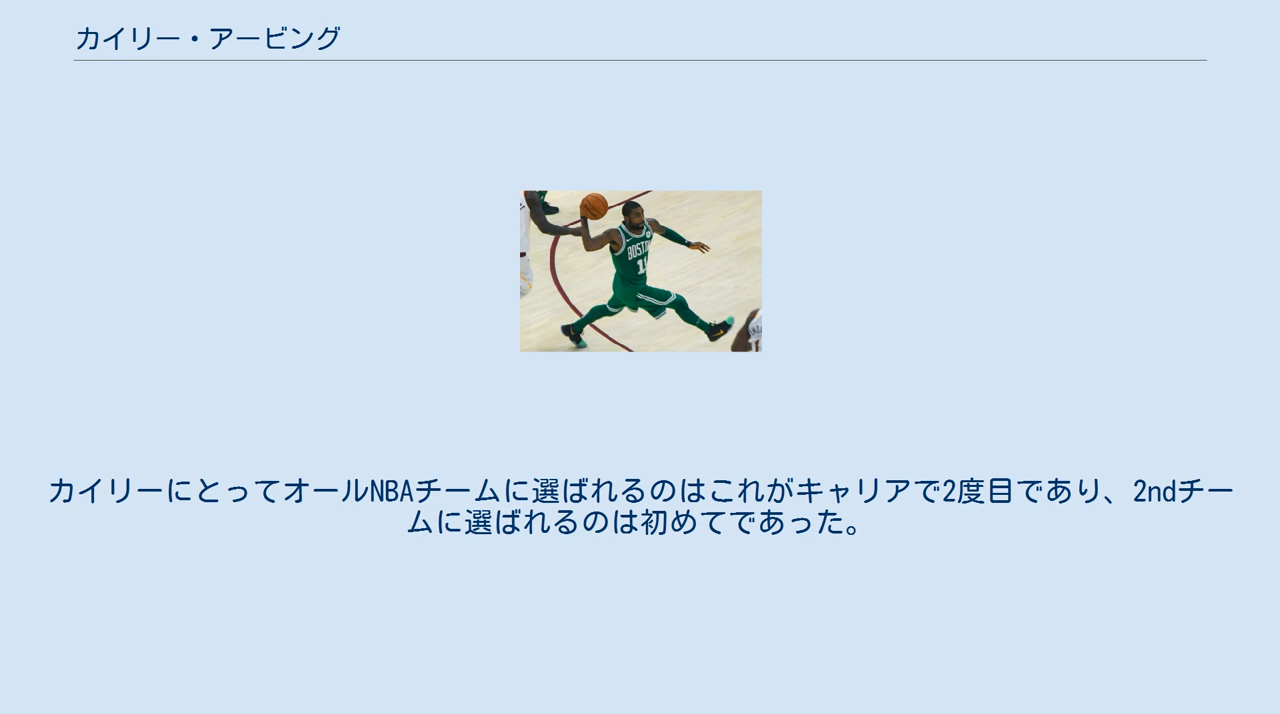 カイリー・アービング
BOSTON
カイリーにとってオールNBAチームに選ばれるのはこれがキャリアで2度目であり、2ndチー
ムに選ばれるのは初めてであった。